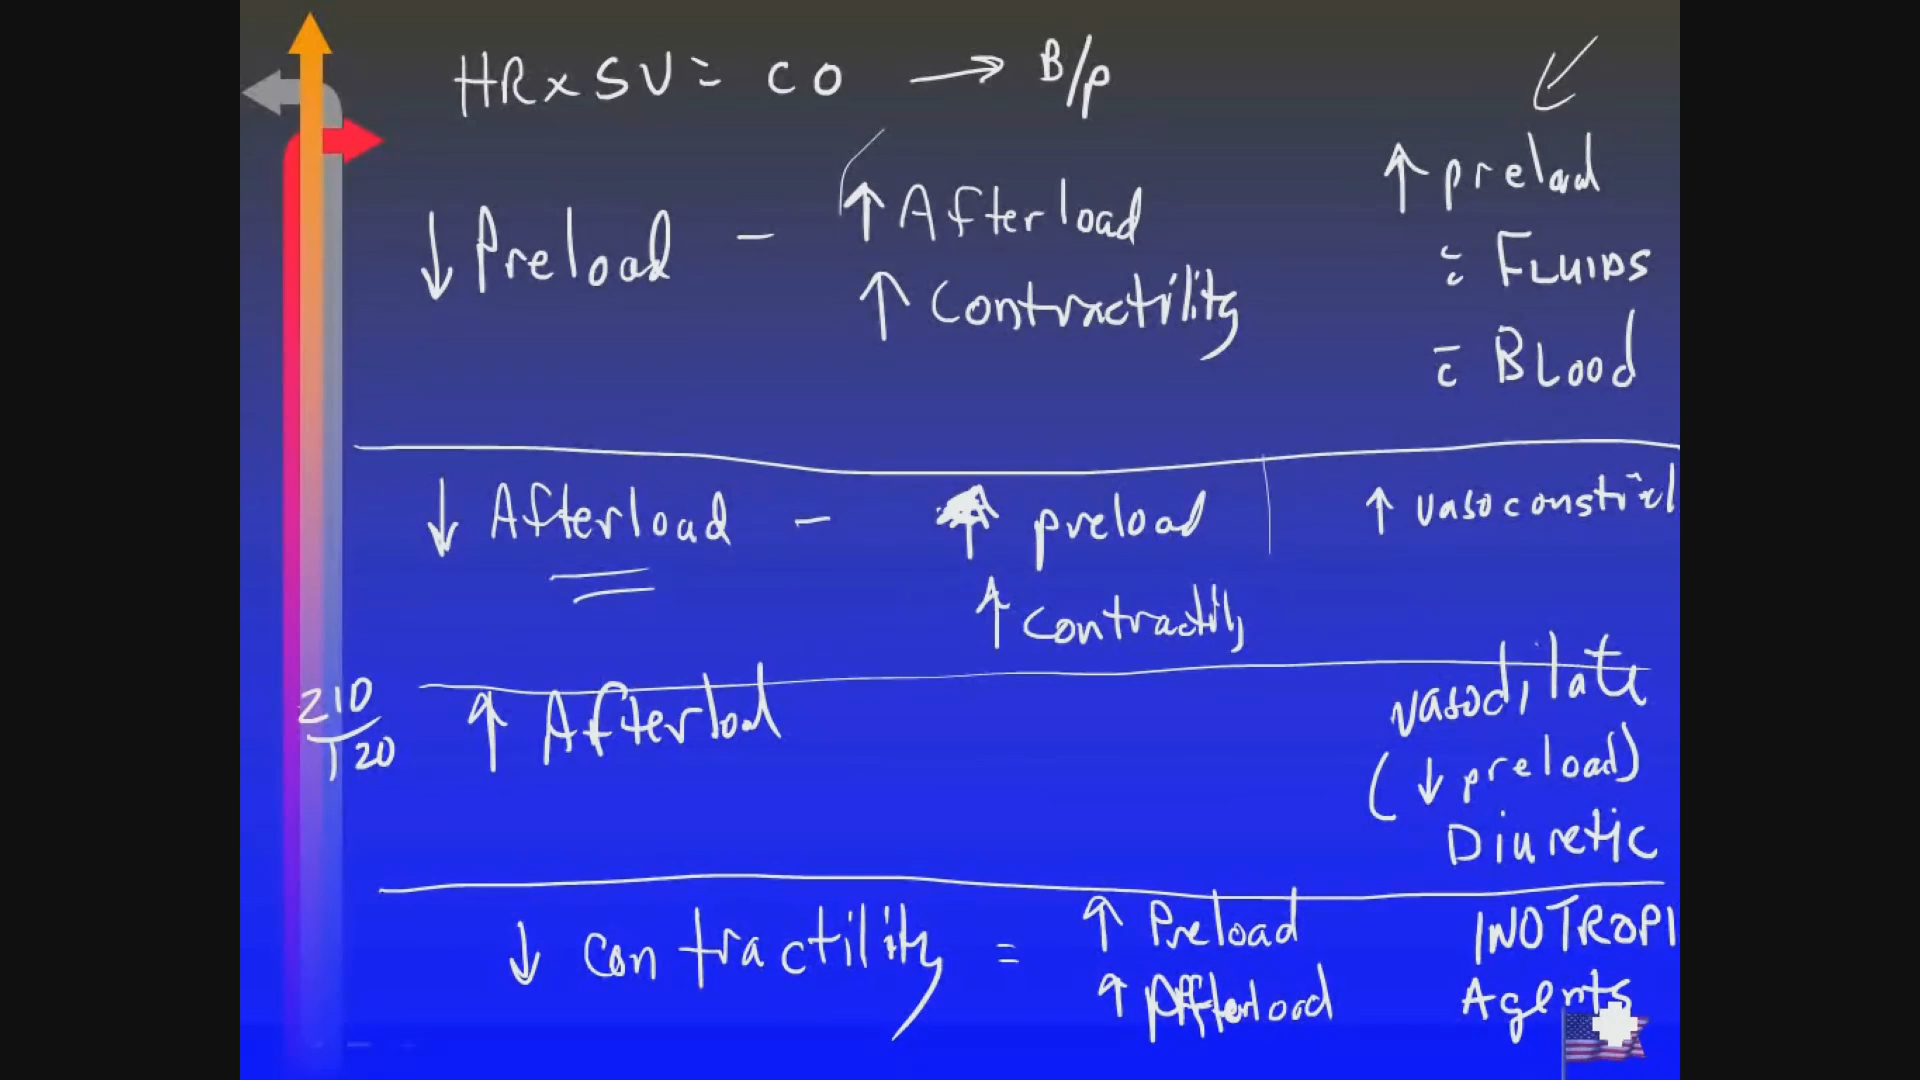 HR x SV = CO → B/P
↓ Preload - ↑ Afterload
↑ Contractility
↑ preload
c̄ FLUIDS
c̄ BLood
↓ Afterload - ↑ preload
↑ contractily
↑ vasoconstrict
210/120 ↑ Afterload
vasodilate
(↓ preload)
Diuretic
↓ contractility = ↑ Preload
↑ Afterload
INOTROPI
Agents